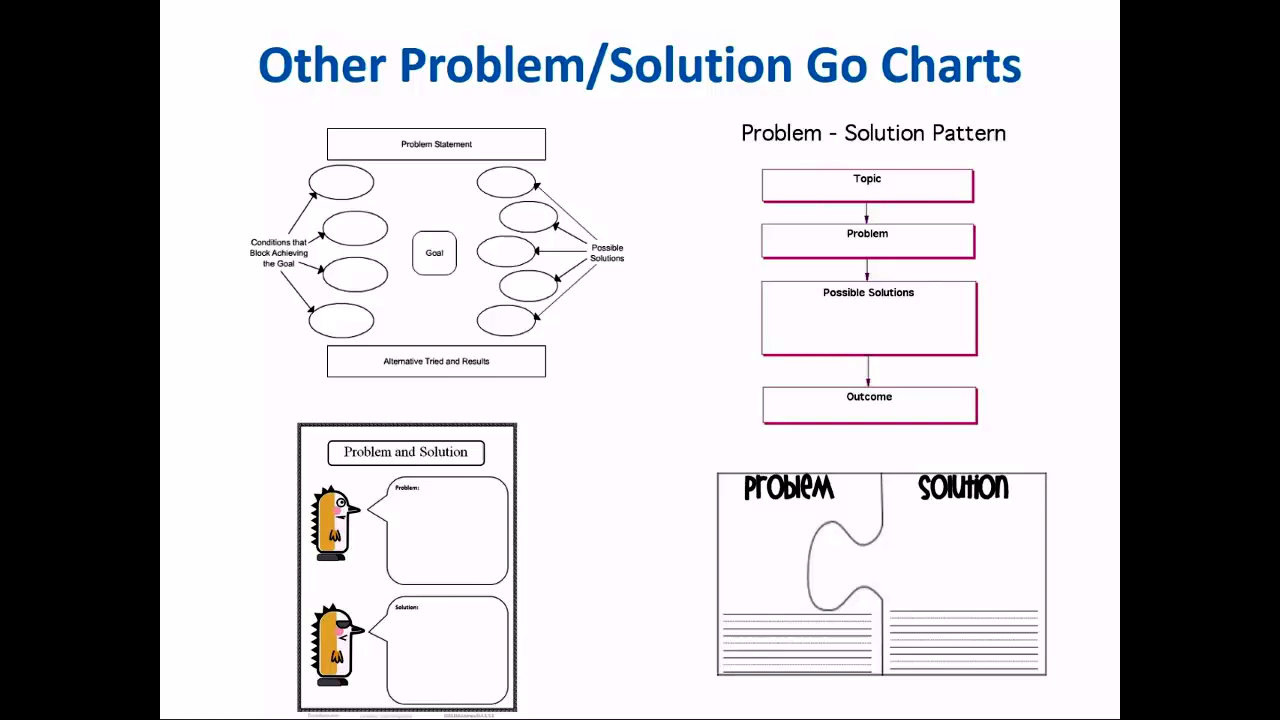 Other Problem/Solution Go Charts
Problem Statement
Conditions that
Block Achieving
the Goal
Goal
Possible
Solutions
Alternative Tried and Results
Problem - Solution Pattern
Topic
Problem
Possible Solutions
Outcome
Problem and Solution
Problem:
Solution:
Problem
Solution